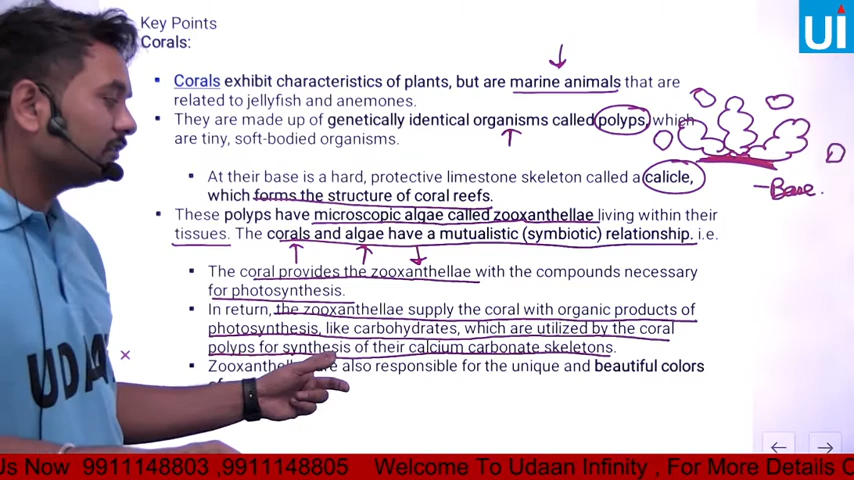 Key Points
Corals:
Corals exhibit characteristics of plants, but are marine animals that are
related to jellyfish and anemones.
They are made up of genetically identical organisms called polyps, which
are tiny, soft-bodied organisms.
At their base is a hard, protective limestone skeleton called a calicle,
which forms the structure of coral reefs.
Base.
These polyps have microscopic algae called zooxanthellae living within their
tissues. The corals and algae have a mutualistic (symbiotic) relationship. i.e.
The coral provides the zooxanthellae with the compounds necessary
for photosynthesis.
In return, the zooxanthellae supply the coral with organic products of
photosynthesis, like carbohydrates, which are utilized by the coral
polyps for synthesis of their calcium carbonate skeletons.
also responsible for the unique and beautiful colors
UI
UDAAN
Us Now 9911148803 ,9911148805 Welcome To Udaan Infinity , For More Details